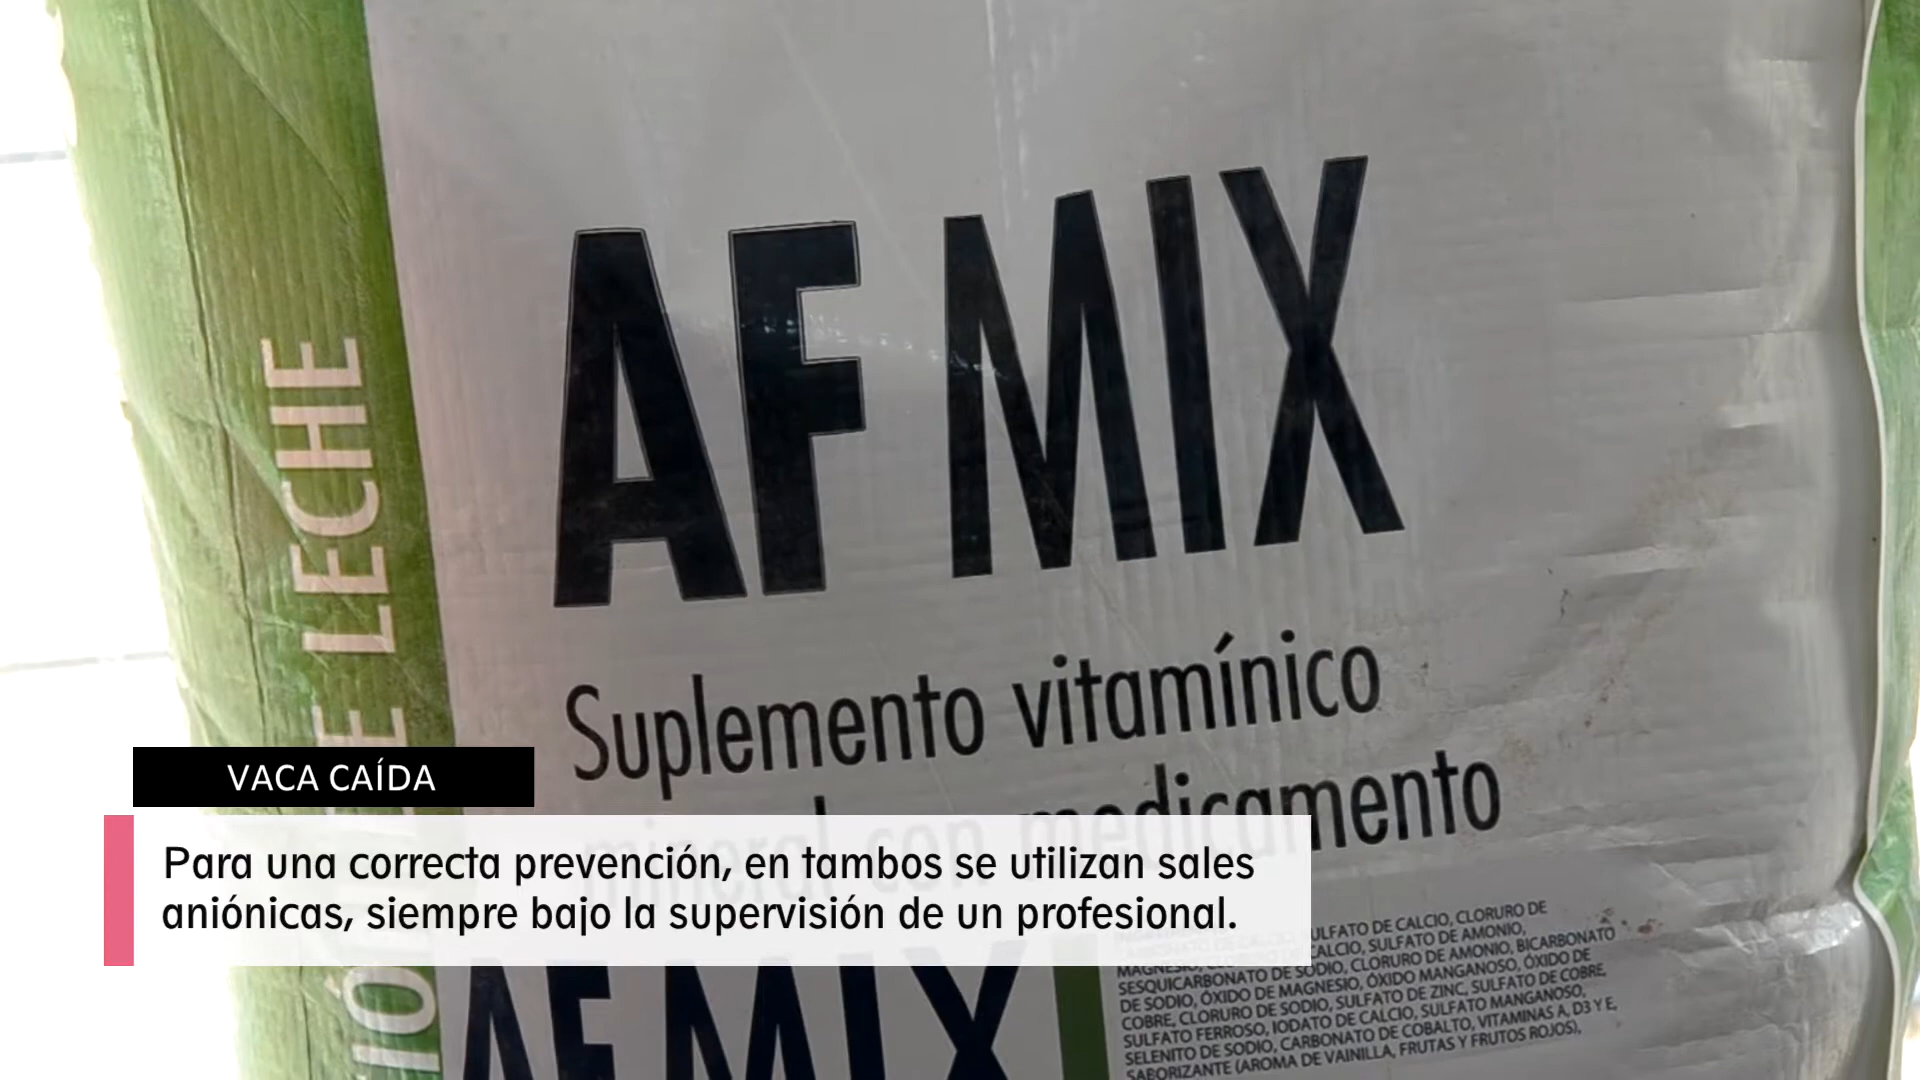 AF MIX
Suplemento vitamínico
mineral con medicamento
LECHE
VACA CAÍDA
Para una correcta prevención, en tambos se utilizan sales
aniónicas, siempre bajo la supervisión de un profesional.
AF MIX
SULFATO DE CALCIO, CLORURO DE
CALCIO, SULFATO DE AMONIO,
SESQUICARBONATO DE SODIO, CLORURO DE AMONIO, BICARBONATO
DE SODIO, ÓXIDO DE MAGNESIO, ÓXIDO MANGANOSO, ÓXIDO DE
COBRE, CLORURO DE SODIO, SULFATO DE ZINC, SULFATO DE COBRE,
SULFATO FERROSO, IODATO DE CALCIO, SULFATO MANGANOSO,
SELENITO DE SODIO, CARBONATO DE COBALTO, VITAMINAS A, D3 Y E,
SABORIZANTE (AROMA DE VAINILLA, FRUTAS Y FRUTOS ROJOS),